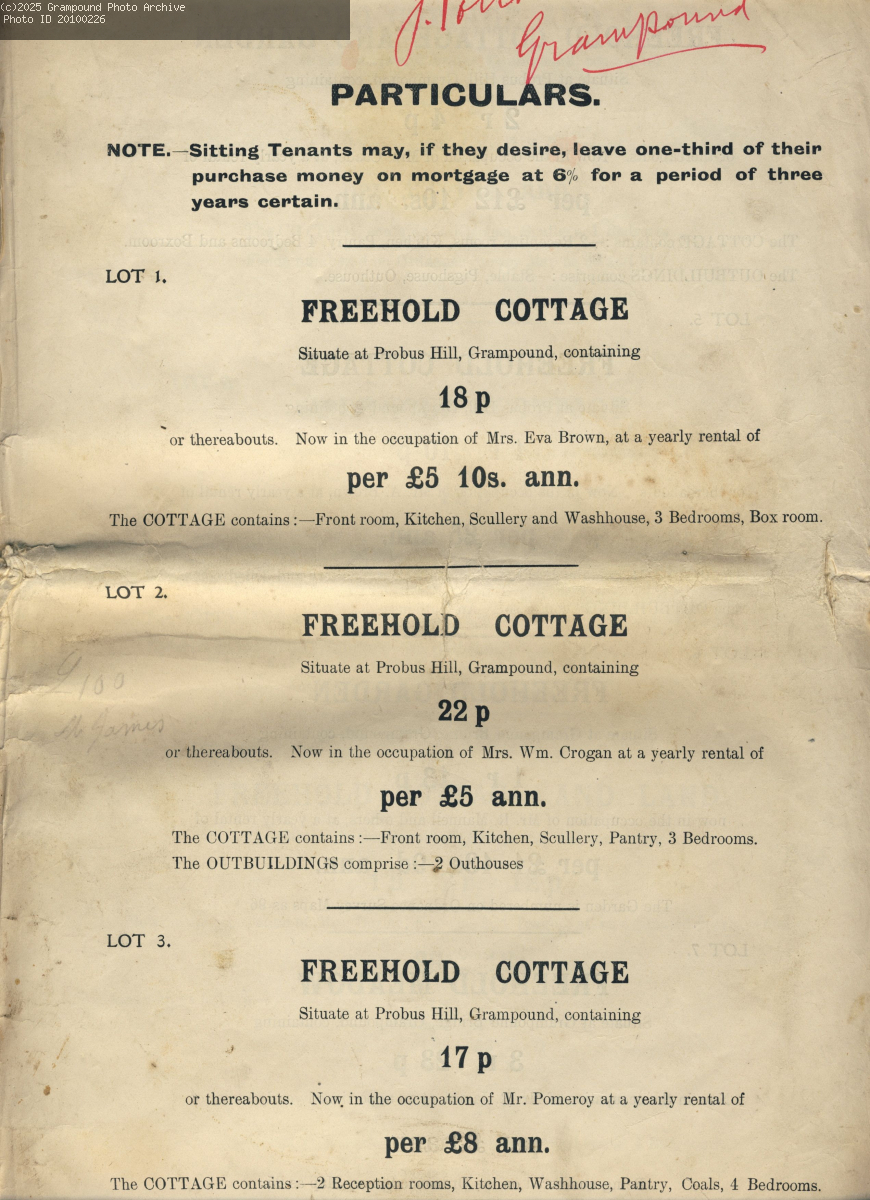 (c)2025 Grampound Photo Archive
Photo ID 20100226
Grampound
PARTICULARS.
NOTE.—Sitting Tenants may, if they desire, leave one-third of their
purchase money on mortgage at 6% for a period of three
years certain.
LOT 1.
FREEHOLD COTTAGE
Situate at Probus Hill, Grampound, containing
18 p
or thereabouts. Now in the occupation of Mrs. Eva Brown, at a yearly rental of
per £5 10s. ann.
The COTTAGE contains :—Front room, Kitchen, Scullery and Washhouse, 3 Bedrooms, Box room.
LOT 2.
FREEHOLD COTTAGE
Situate at Probus Hill, Grampound, containing
22 p
£100
M James
or thereabouts. Now in the occupation of Mrs. Wm. Crogan at a yearly rental of
per £5 ann.
The COTTAGE contains :—Front room, Kitchen, Scullery, Pantry, 3 Bedrooms.
The OUTBUILDINGS comprise :—2 Outhouses
LOT 3.
FREEHOLD COTTAGE
Situate at Probus Hill, Grampound, containing
17 p
or thereabouts. Now in the occupation of Mr. Pomeroy at a yearly rental of
per £8 ann.
The COTTAGE contains :—2 Reception rooms, Kitchen, Washhouse, Pantry, Coals, 4 Bedrooms.